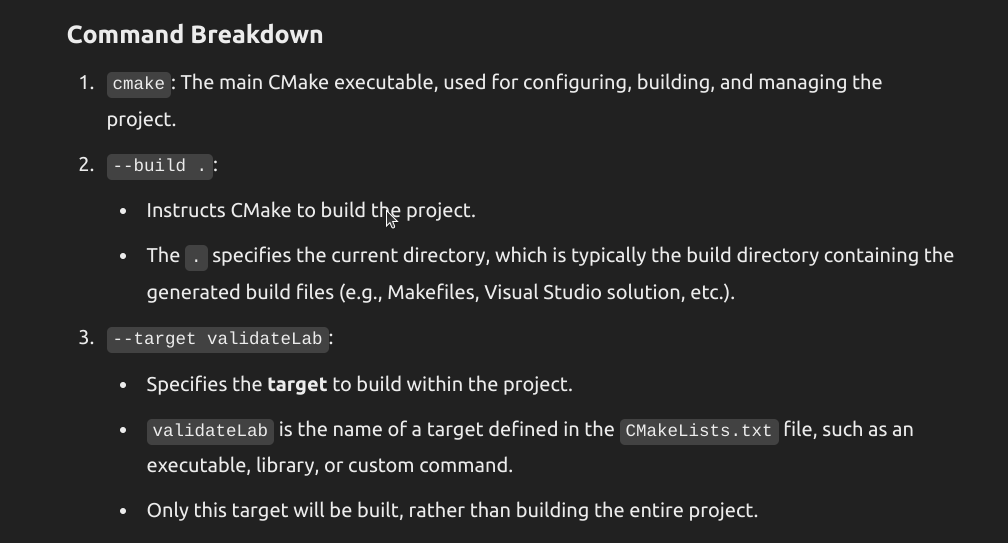 Command Breakdown
1. cmake: The main CMake executable, used for configuring, building, and managing the
project.
2. --build .:
• Instructs CMake to build the project.
• The . specifies the current directory, which is typically the build directory containing the
generated build files (e.g., Makefiles, Visual Studio solution, etc.).
3. --target validateLab:
• Specifies the target to build within the project.
• validateLab is the name of a target defined in the CMakeLists.txt file, such as an
executable, library, or custom command.
• Only this target will be built, rather than building the entire project.